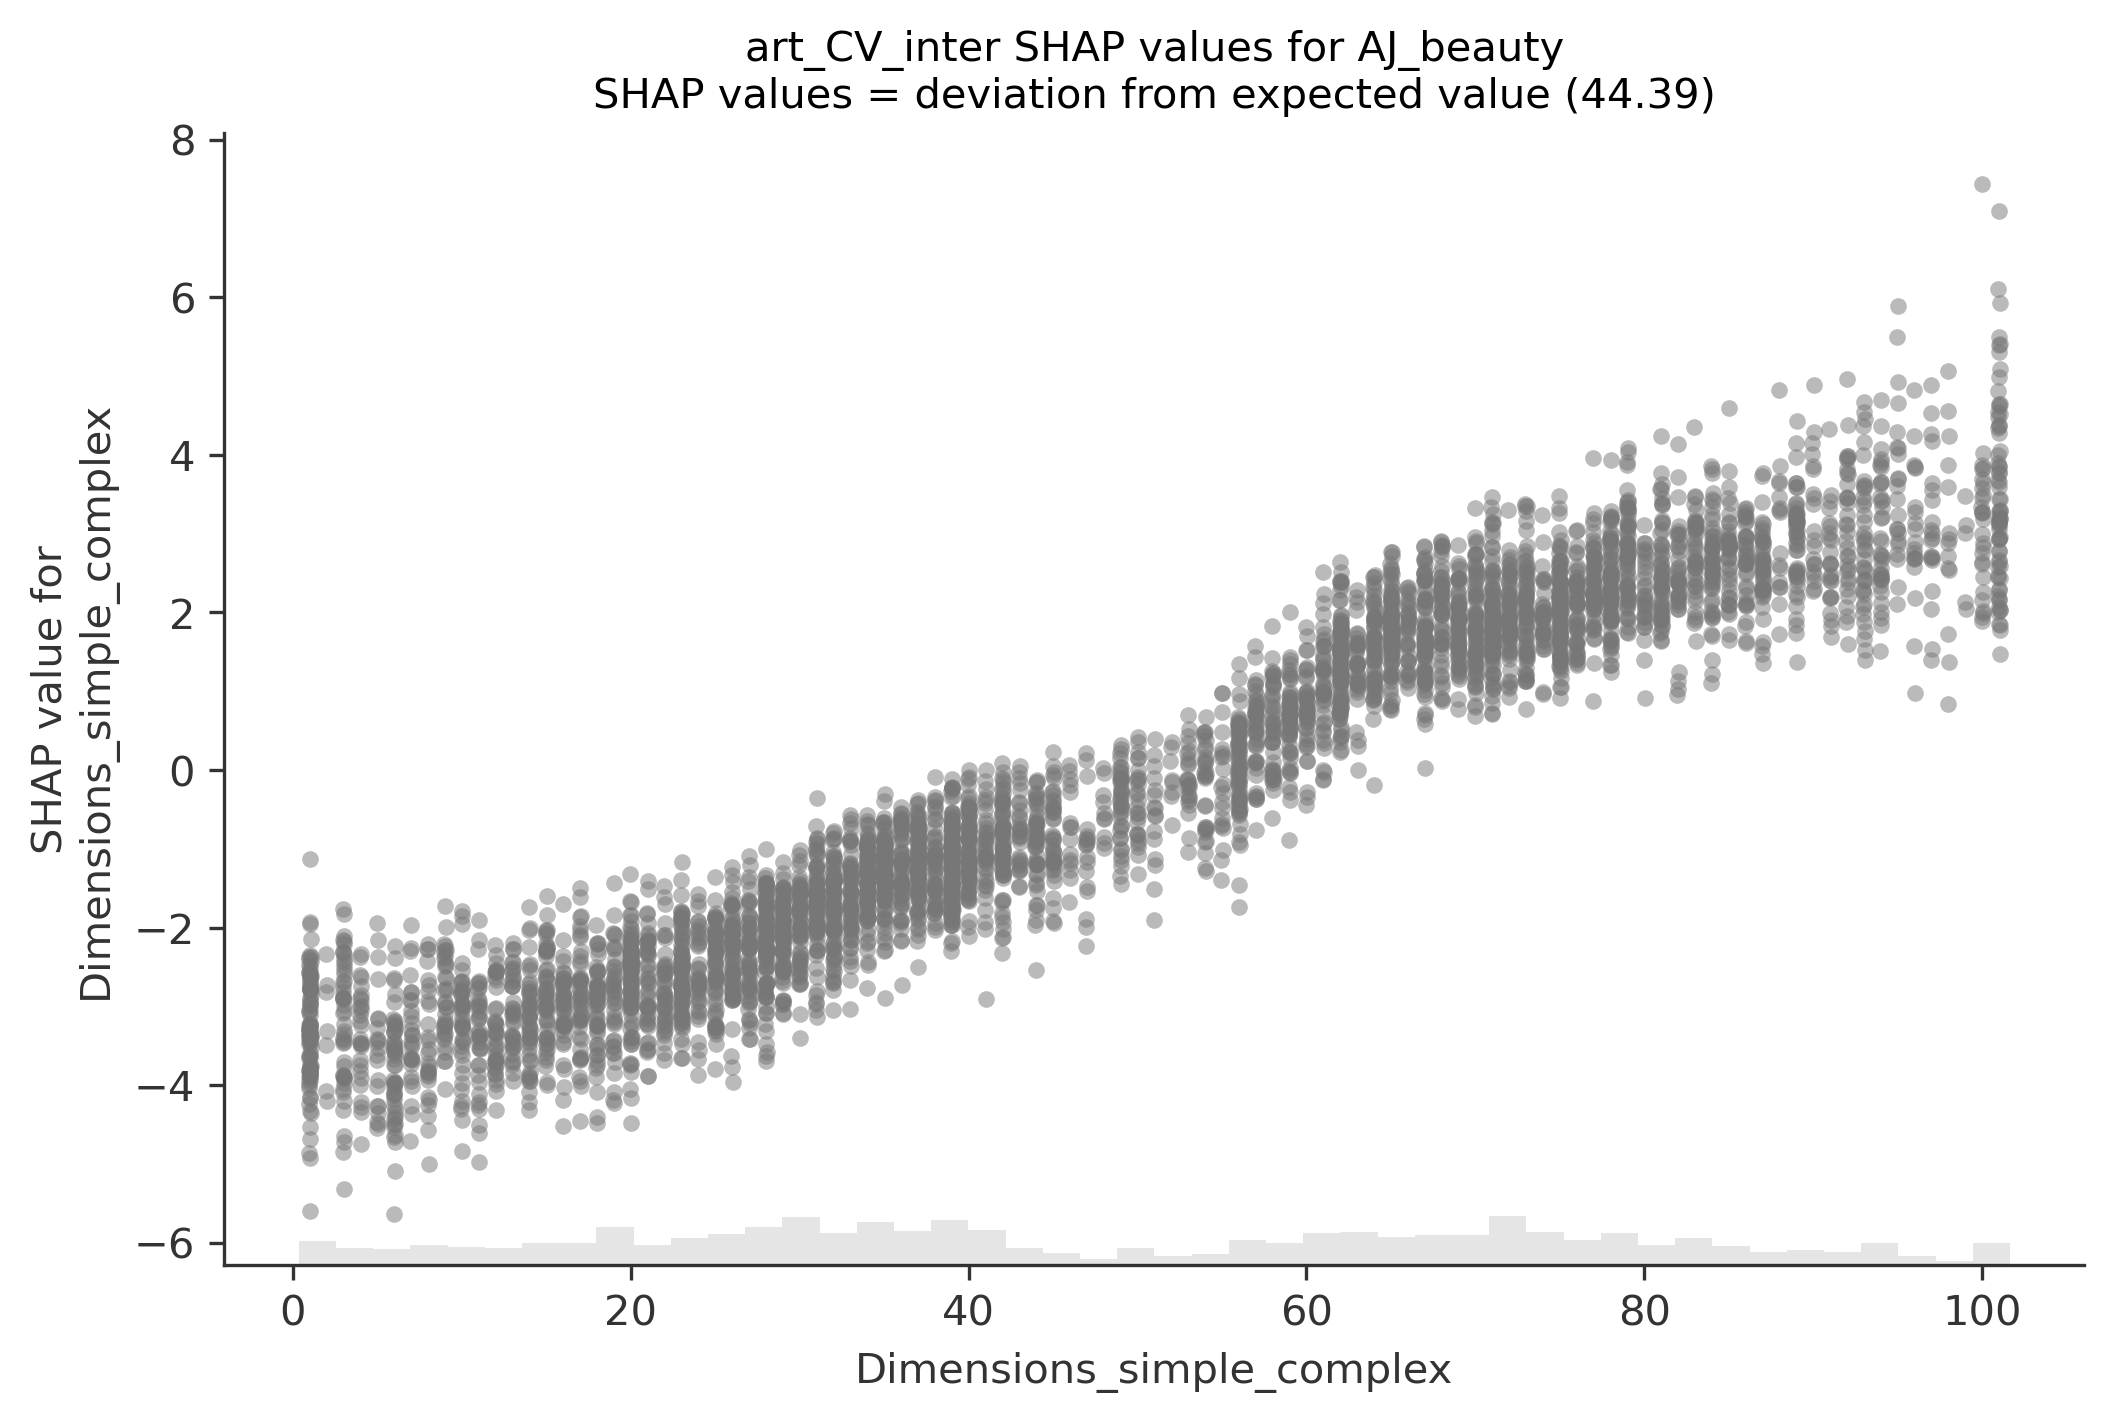 art_CV_inter SHAP values for AJ_beauty
SHAP values = deviation from expected value (44.39)
8
6
4
2
0
−2
−4
−6
SHAP value for
Dimensions_simple_complex
0 20 40 60 80 100
Dimensions_simple_complex